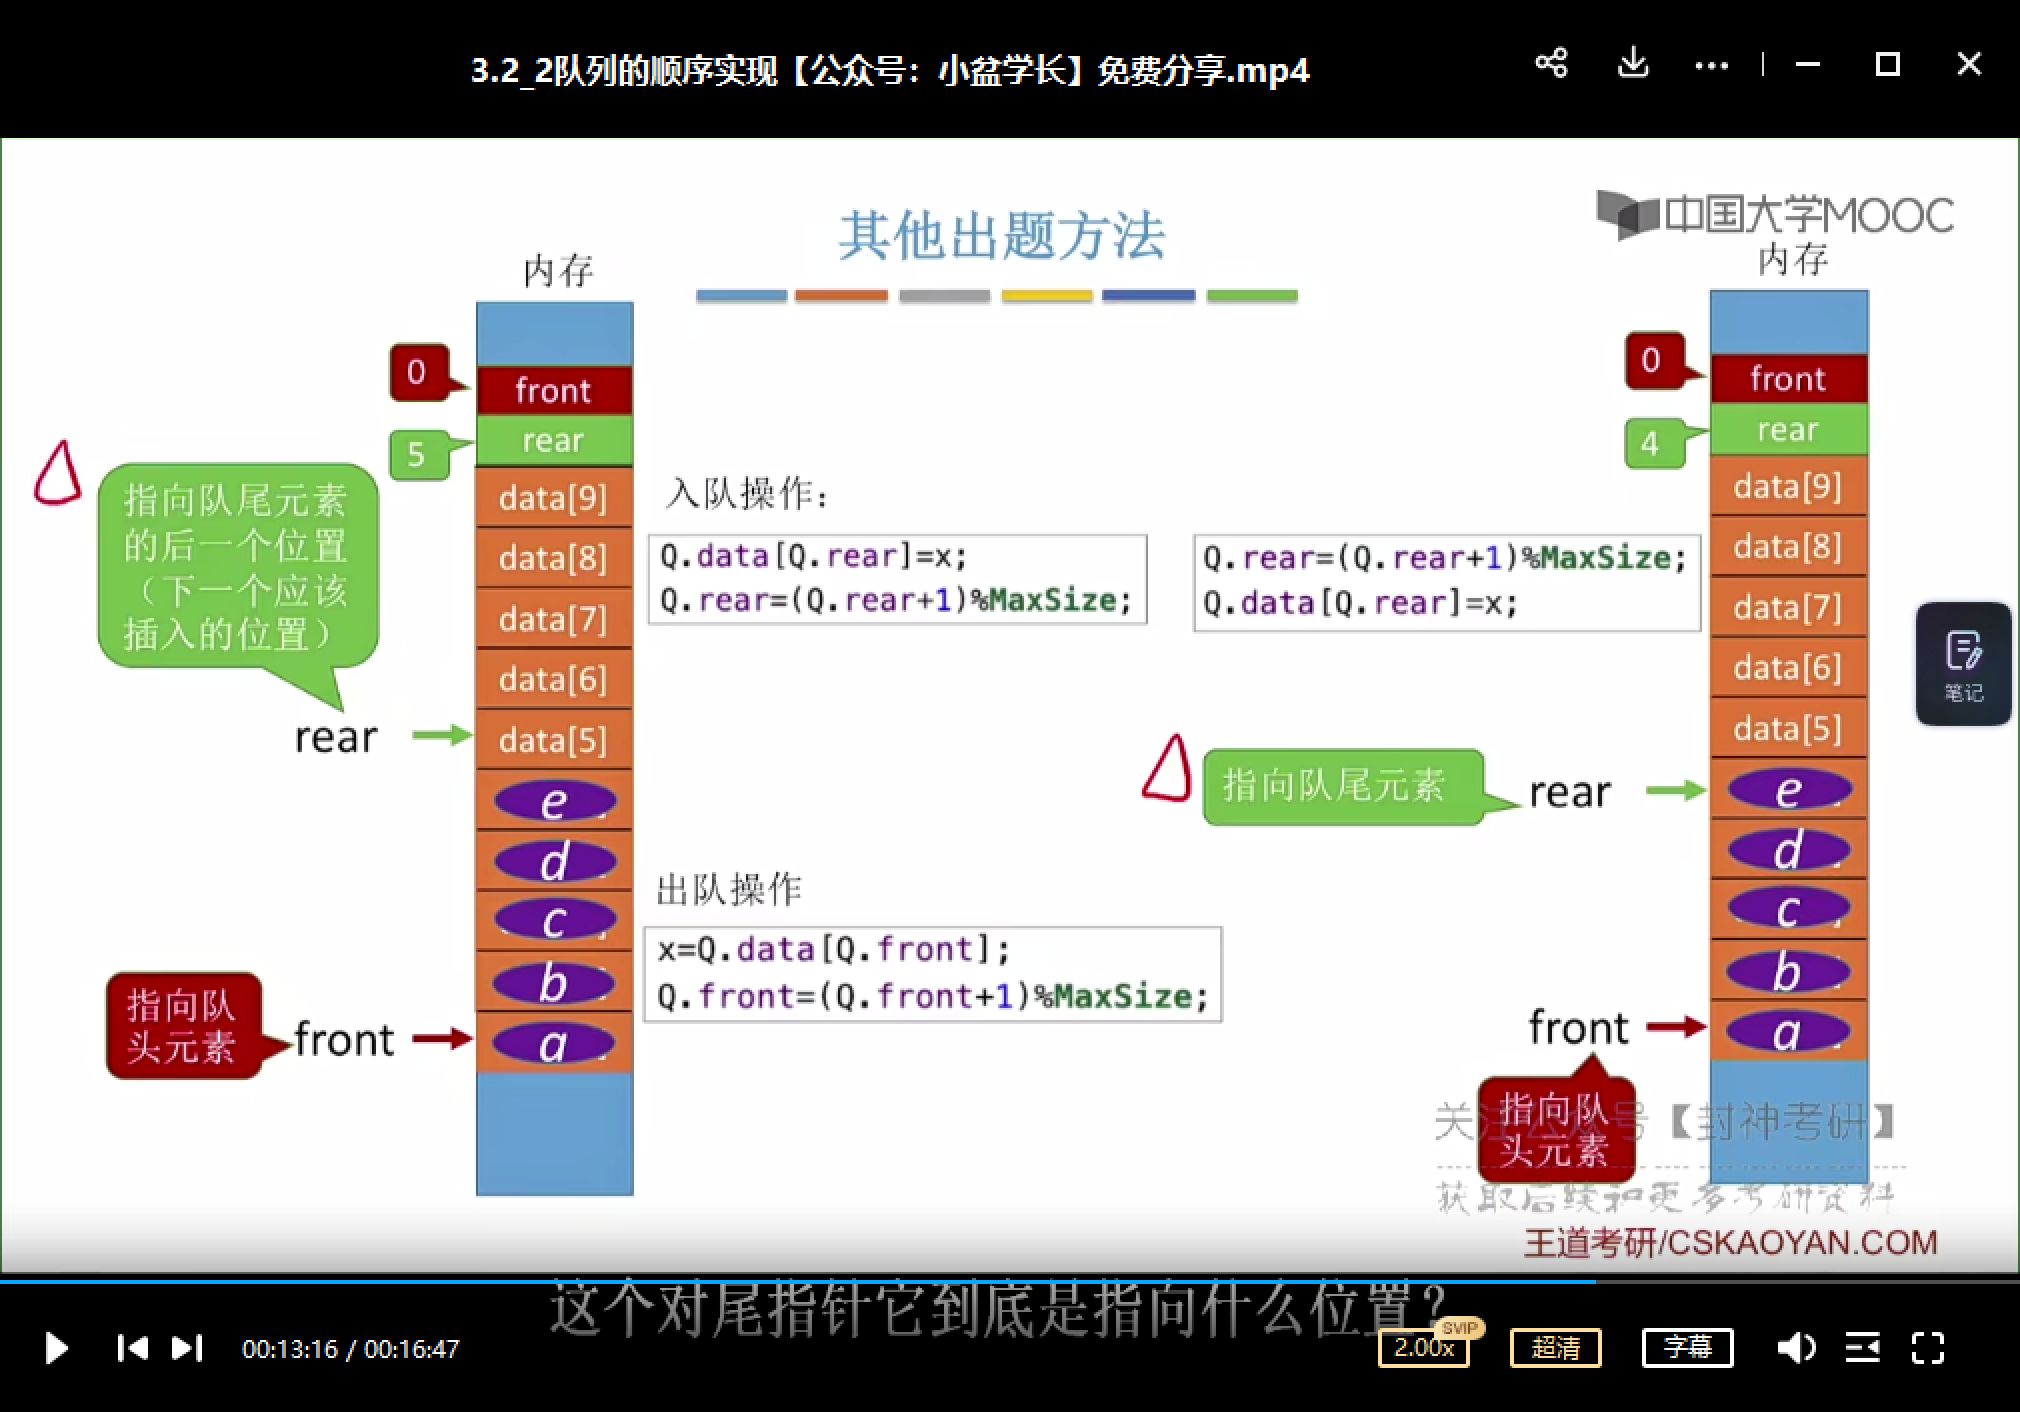 3.2_2队列的顺序实现【公众号：小盆学长】免费分享.mp4
其他出题方法
中国大学MOOC
内存
0
front
5
rear
指向队尾元素
的后一个位置
（下一个应该
插入的位置）
rear
data[9]
data[8]
data[7]
data[6]
data[5]
e
d
c
b
a
指向队
头元素
front
入队操作：
Q.data[Q.rear]=x;
Q.rear=(Q.rear+1)%MaxSize;
Q.rear=(Q.rear+1)%MaxSize;
Q.data[Q.rear]=x;
出队操作
x=Q.data[Q.front];
Q.front=(Q.front+1)%MaxSize;
内存
0
front
4
rear
data[9]
data[8]
data[7]
data[6]
data[5]
指向队尾元素
rear
e
d
c
b
a
front
指向队
头元素
关注公众号【封神考研】
获取后续和更多考研资料
王道考研/CSKAOYAN.COM
笔记
这个对尾指针它到底是指向什么位置？
00:13:16 / 00:16:47
SVIP
2.00x
超清
字幕